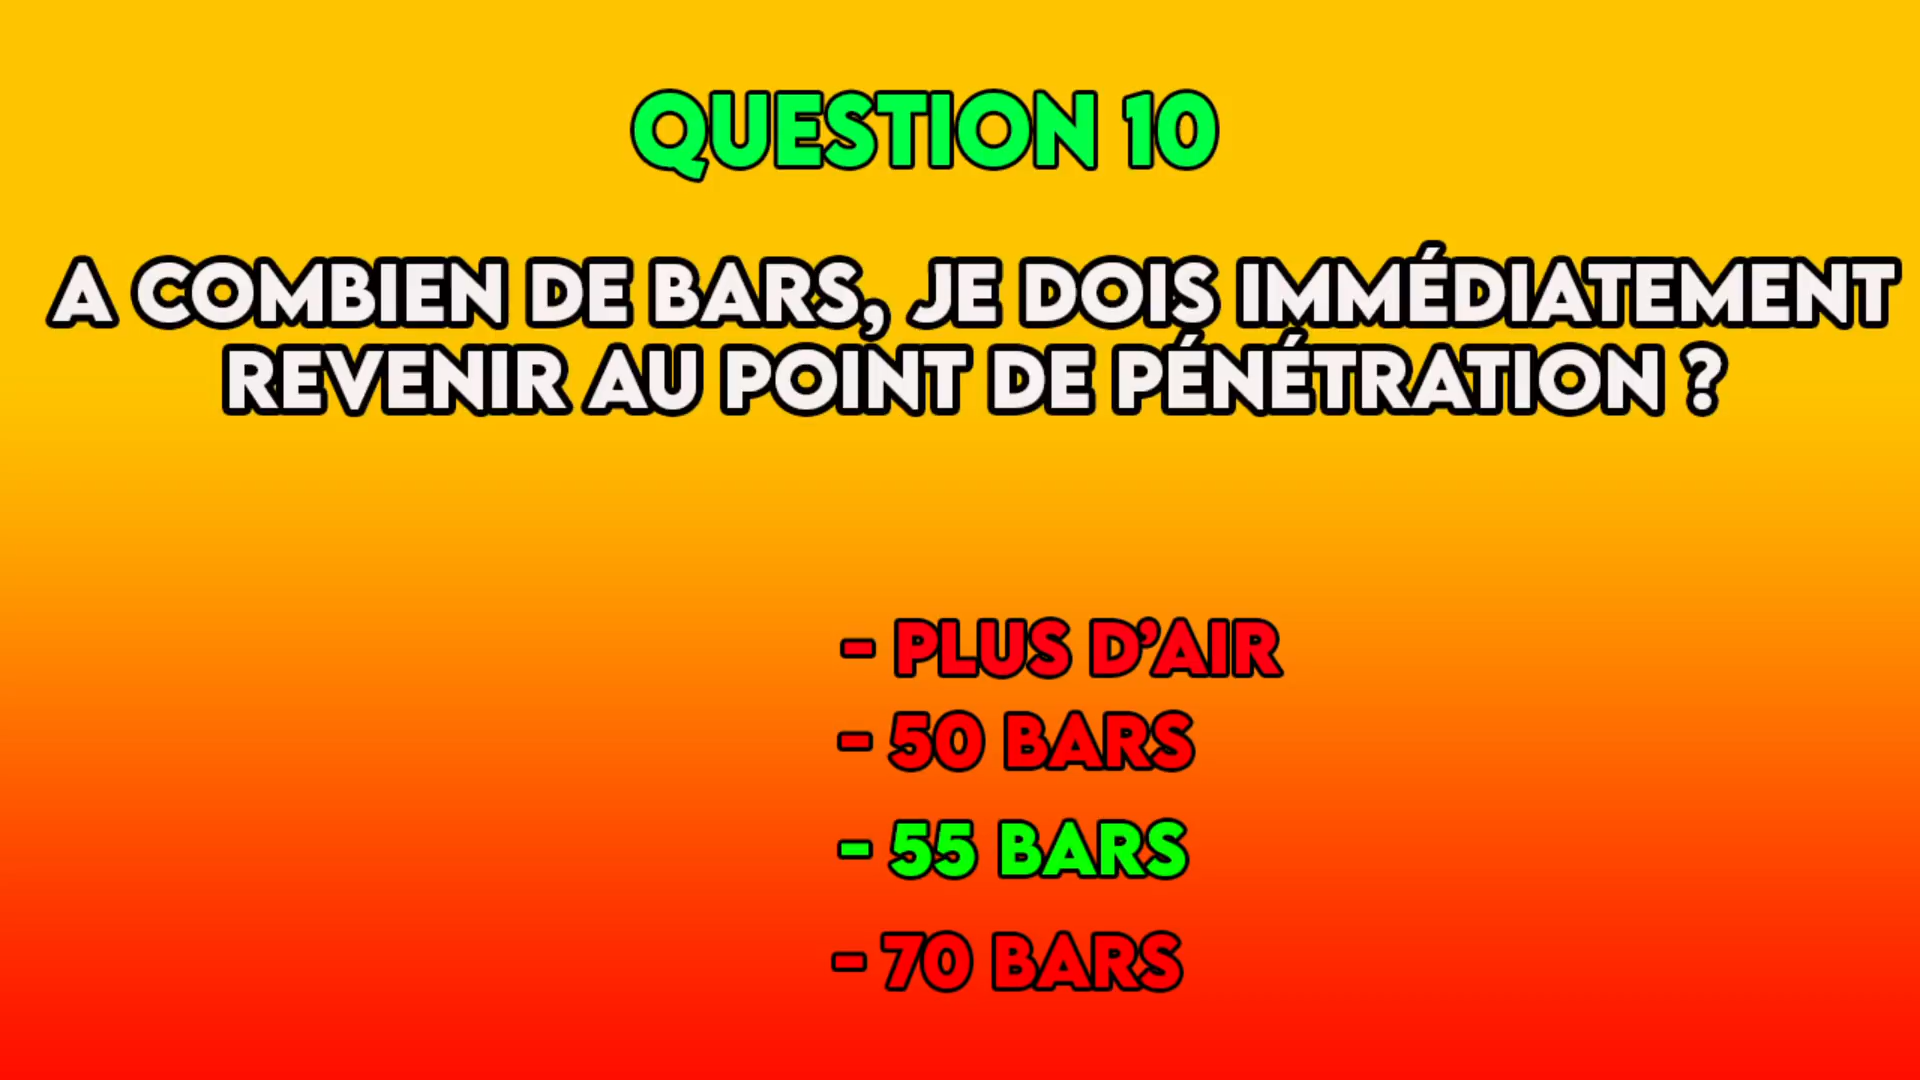 QUESTION 10
A COMBIEN DE BARS, JE DOIS IMMÉDIATEMENT
REVENIR AU POINT DE PÉNÉTRATION ?
- PLUS D'AIR
- 50 BARS
- 55 BARS
- 70 BARS